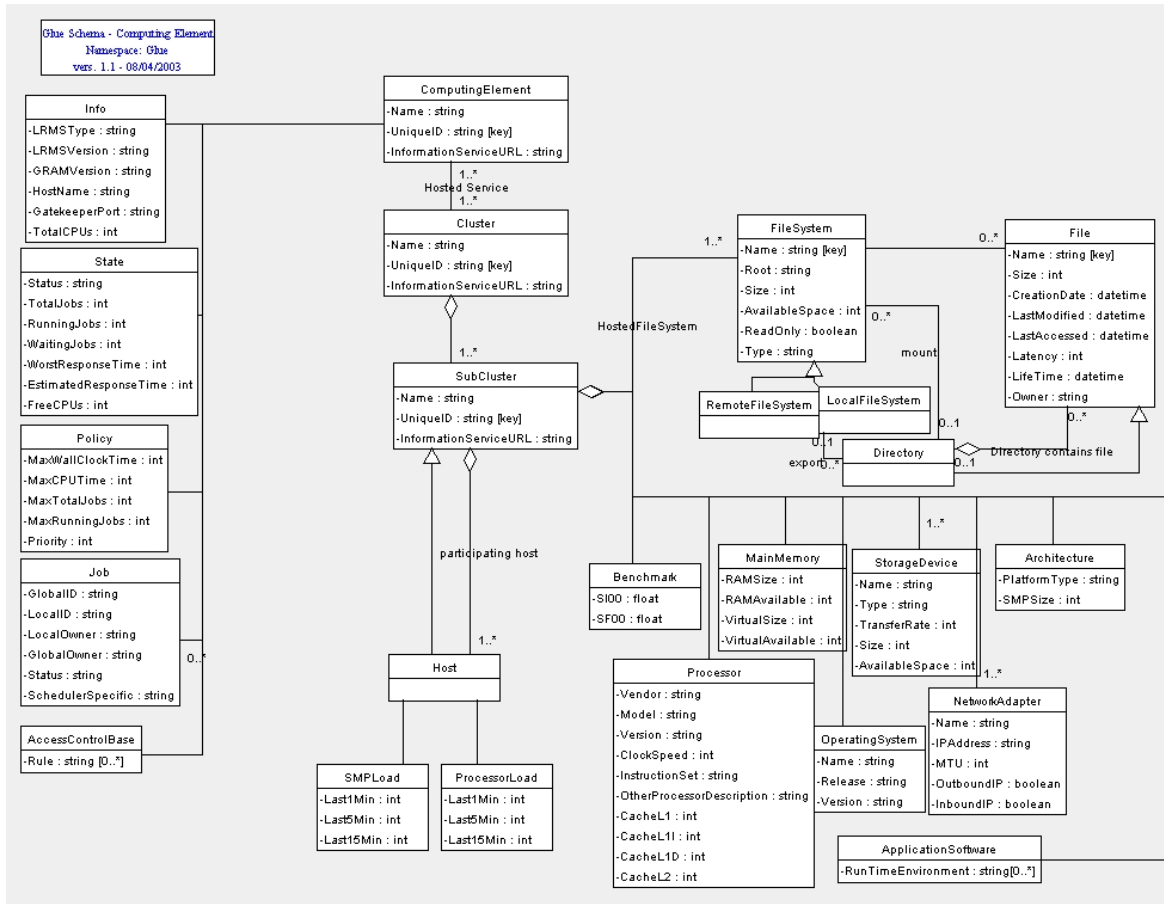 Glue Schema - Computing Element
Namespace: Glue
vers. 1.1 - 08/04/2003
ComputingElement
-Name : string
-UniqueID : string [key]
-InformationServiceURL : string
1..*
Hosted Service
1..*
Info
-LRMSType : string
-LRMSVersion : string
-GRAMVersion : string
-HostName : string
-GatekeeperPort : string
-TotalCPUs : int
State
-Status : string
-TotalJobs : int
-RunningJobs : int
-WaitingJobs : int
-WorstResponseTime : int
-EstimatedResponseTime : int
-FreeCPUs : int
Policy
-MaxWallClockTime : int
-MaxCPUTime : int
-MaxTotalJobs : int
-MaxRunningJobs : int
-Priority : int
Job
-GlobalID : string
-LocalID : string
-LocalOwner : string
-GlobalOwner : string
-Status : string
-SchedulerSpecific : string
0..*
AccessControlBase
-Rule : string [0..*]
Cluster
-Name : string
-UniqueID : string [key]
-InformationServiceURL : string
1..*
SubCluster
-Name : string
-UniqueID : string [key]
-InformationServiceURL : string
participating host
1..*
Host
SMPLoad
-Last1Min : int
-Last5Min : int
-Last15Min : int
ProcessorLoad
-Last1Min : int
-Last5Min : int
-Last15Min : int
1..*
HostedFileSystem
FileSystem
-Name : string [key]
-Root : string
-Size : int
-AvailableSpace : int
-ReadOnly : boolean
-Type : string
0..*
0..*
mount
File
-Name : string [key]
-Size : int
-CreationDate : datetime
-LastModified : datetime
-LastAccessed : datetime
-Latency : int
-LifeTime : datetime
-Owner : string
0..*
RemoteFileSystem
LocalFileSystem
0..1
0..1
export
0..*
Directory
0..1
Directory contains file
Benchmark
-SI00 : float
-SF00 : float
MainMemory
-RAMSize : int
-RAMAvailable : int
-VirtualSize : int
-VirtualAvailable : int
1..*
StorageDevice
-Name : string
-Type : string
-TransferRate : int
-Size : int
-AvailableSpace : int
Architecture
-PlatformType : string
-SMPSize : int
Processor
-Vendor : string
-Model : string
-Version : string
-ClockSpeed : int
-InstructionSet : string
-OtherProcessorDescription : string
-CacheL1 : int
-CacheL1I : int
-CacheL1D : int
-CacheL2 : int
OperatingSystem
-Name : string
-Release : string
-Version : string
1..*
NetworkAdapter
-Name : string
-IPAddress : string
-MTU : int
-OutboundIP : boolean
-InboundIP : boolean
ApplicationSoftware
-RunTimeEnvironment : string[0..*]